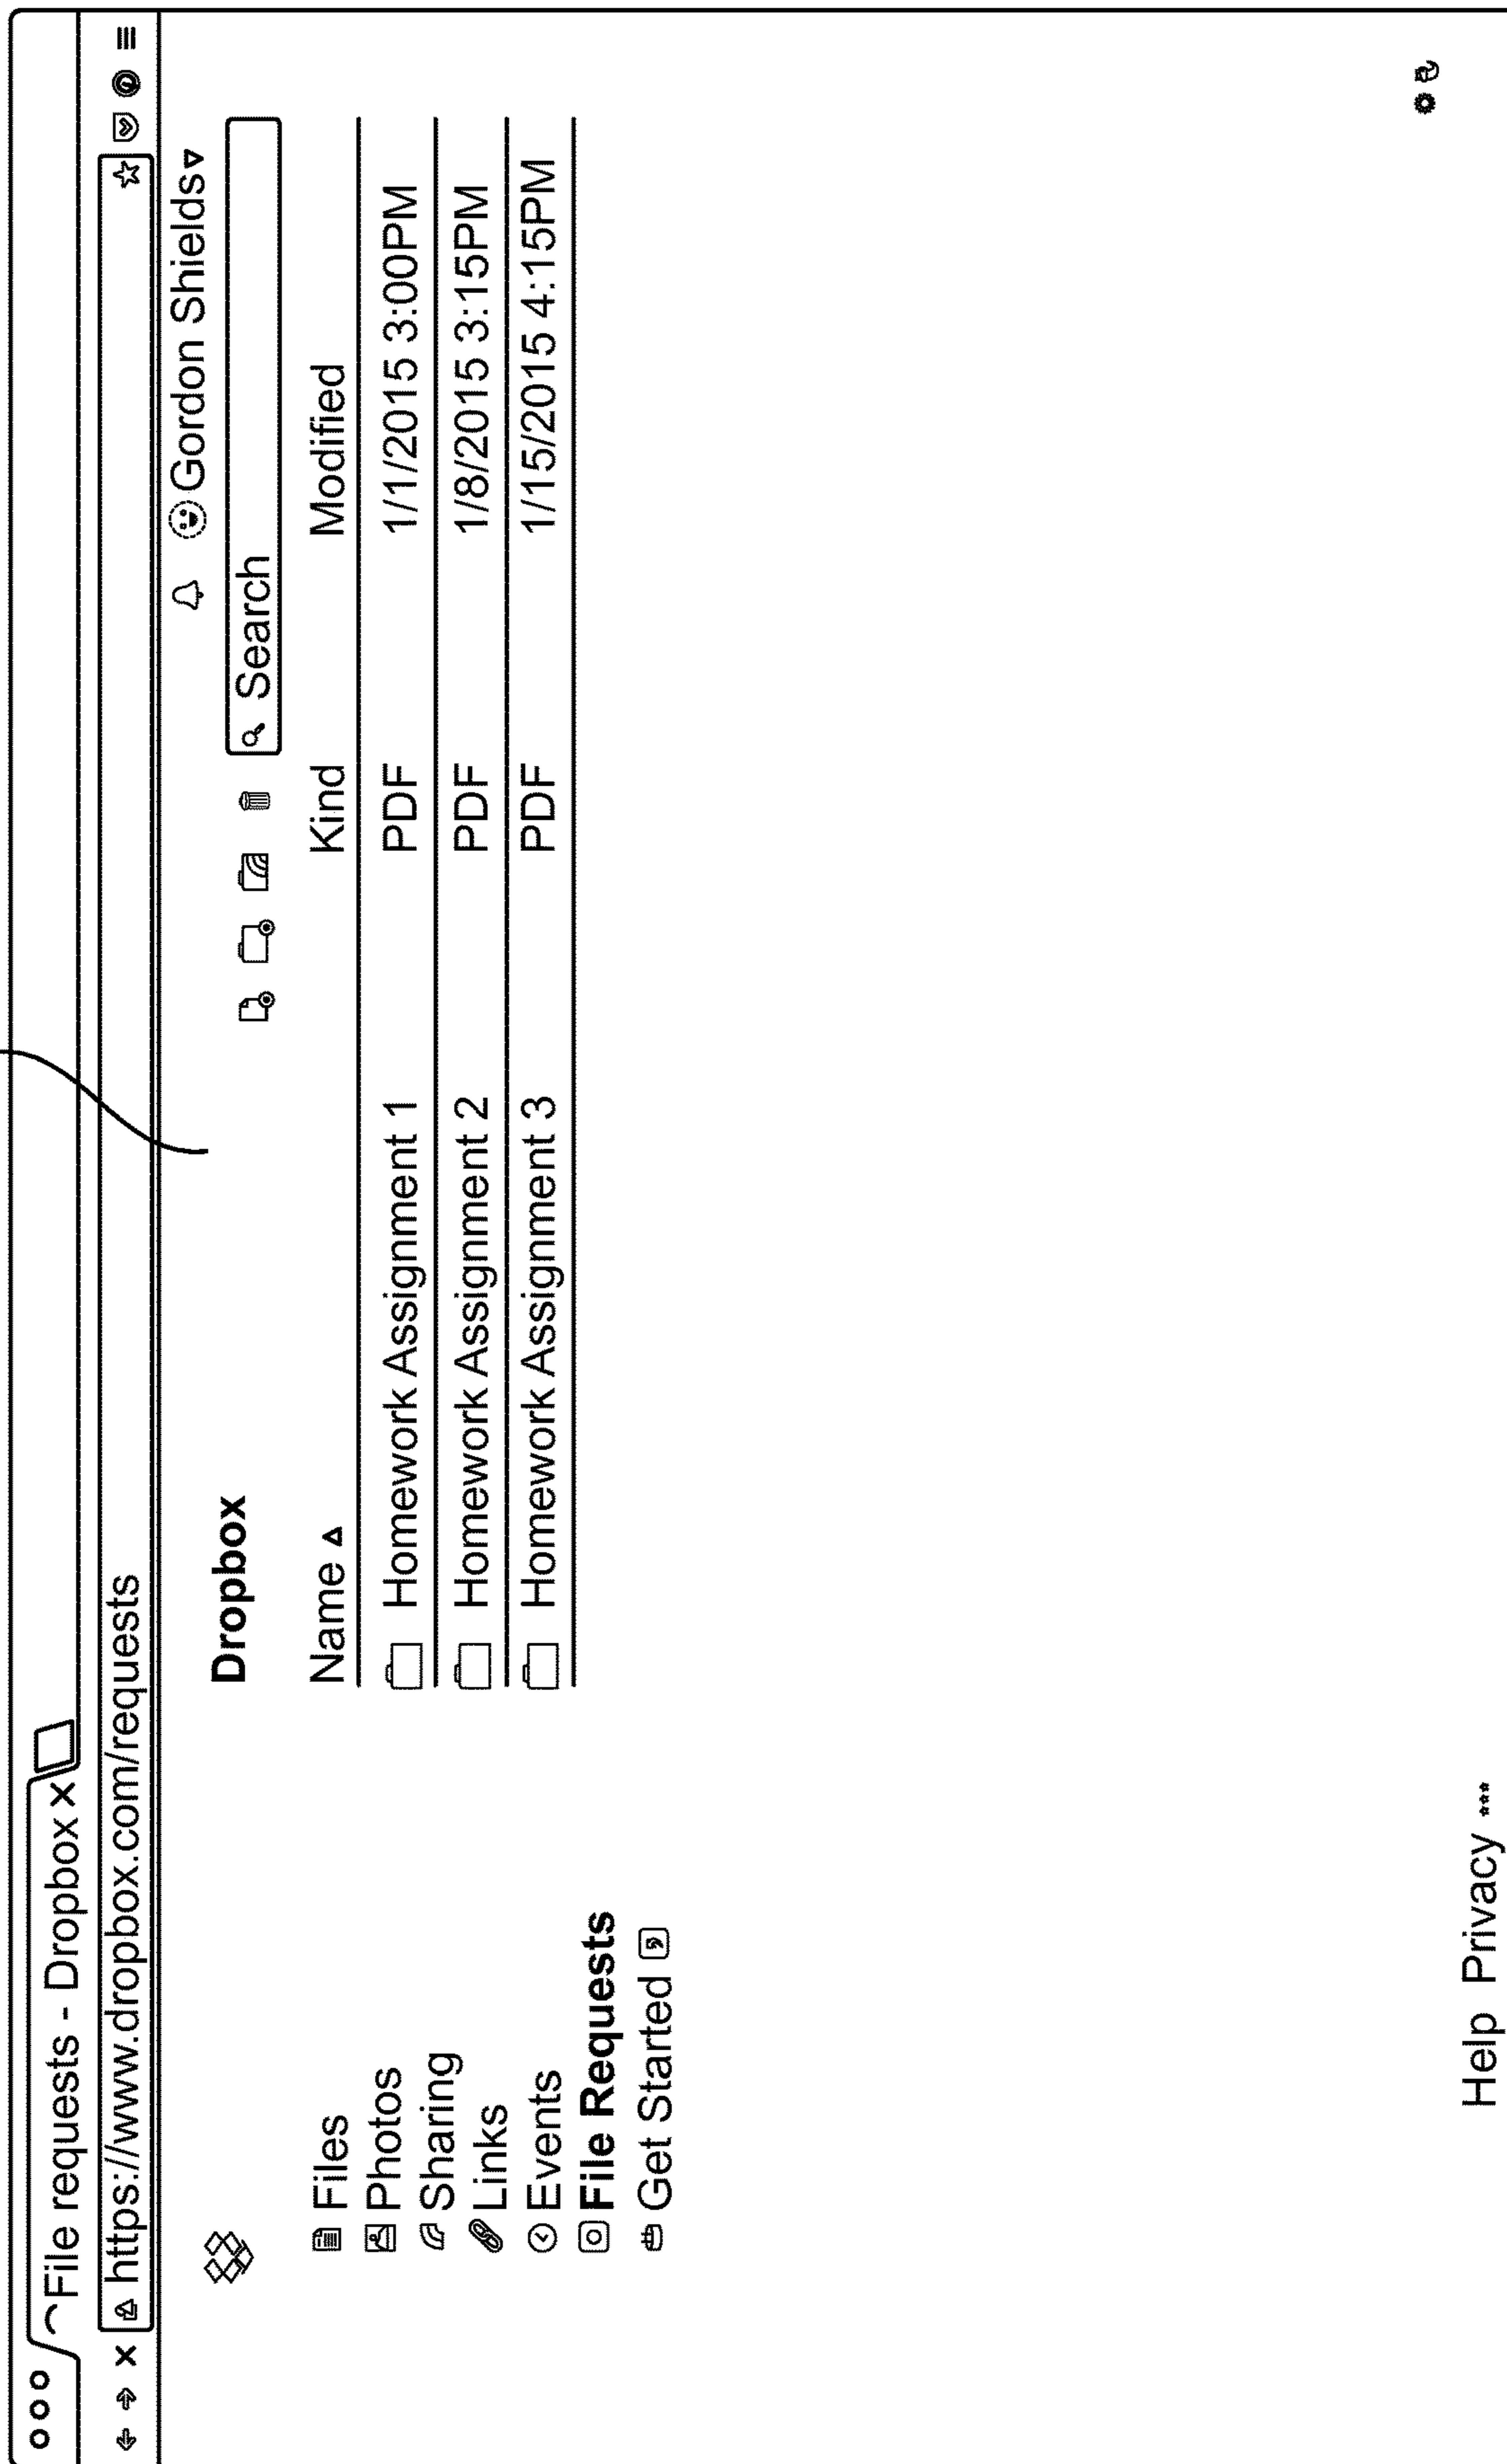 File requests - Dropbox
https://www.dropbox.com/requests
Gordon Shields
Dropbox
Search
Name Kind Modified
Homework Assignment 1 PDF 1/1/2015 3:00PM
Homework Assignment 2 PDF 1/8/2015 3:15PM
Homework Assignment 3 PDF 1/15/2015 4:15PM
Files
Photos
Sharing
Links
Events
File Requests
Get Started
Help Privacy